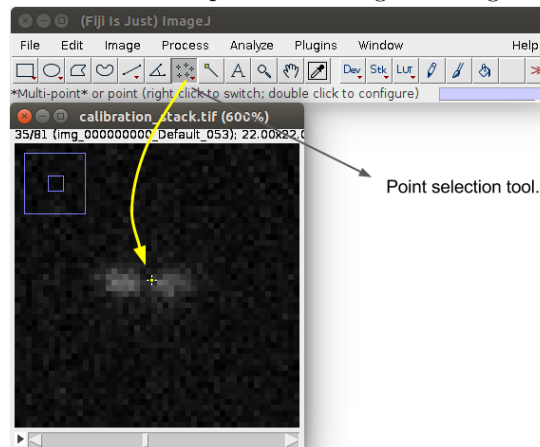 (Fiji Is Just) ImageJ
File Edit Image Process Analyze Plugins Window Help
A Dev Stk LUT
*Multi-point* or point (right click to switch; double click to configure)
calibration_stack.tif (600%)
35/81 (img_000000000_Default_053); 22.00x22.0
Point selection tool.